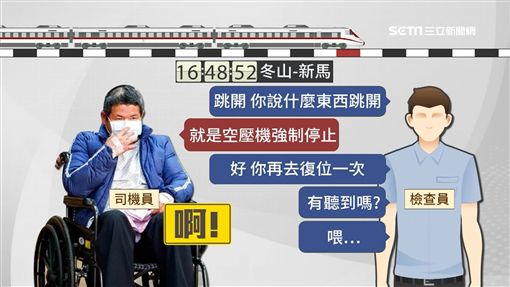 SETN 三立新聞網
16:48:52 冬山-新馬
跳開 你說什麼東西跳開
就是空壓機強制停止
好 你再去復位一次
有聽到嗎?
喂...
司機員
啊!
檢查員